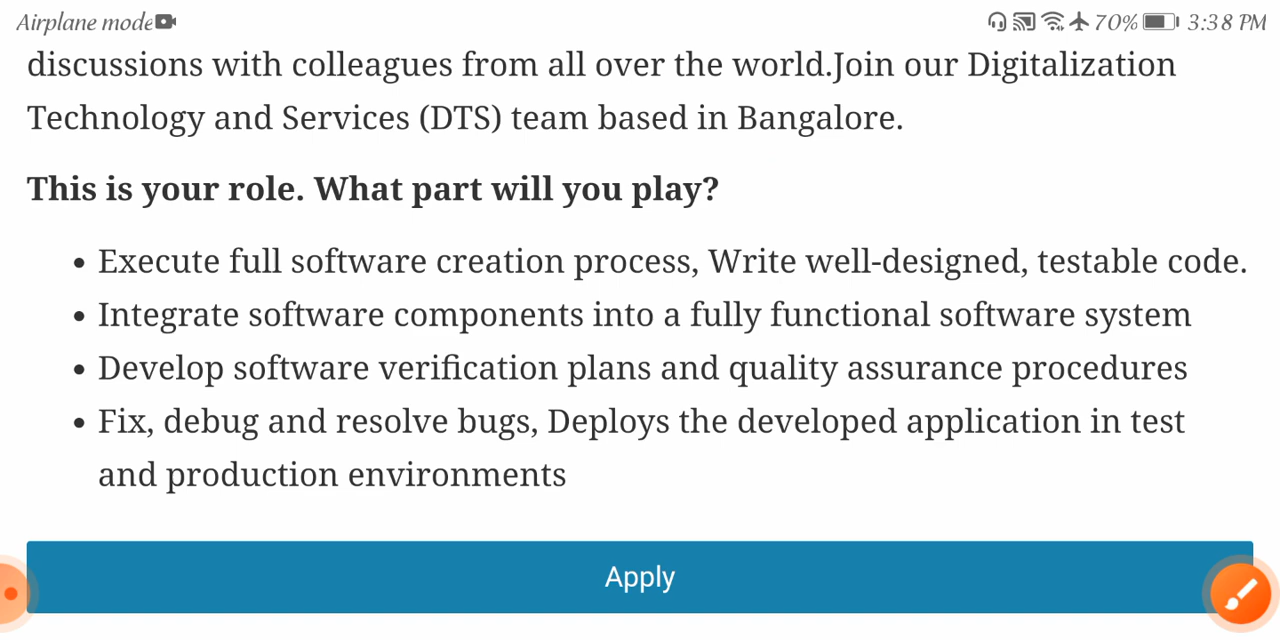 Airplane mode 70% 3:38 PM
discussions with colleagues from all over the world.Join our Digitalization
Technology and Services (DTS) team based in Bangalore.
This is your role. What part will you play?
• Execute full software creation process, Write well-designed, testable code.
• Integrate software components into a fully functional software system
• Develop software verification plans and quality assurance procedures
• Fix, debug and resolve bugs, Deploys the developed application in test
and production environments
Apply